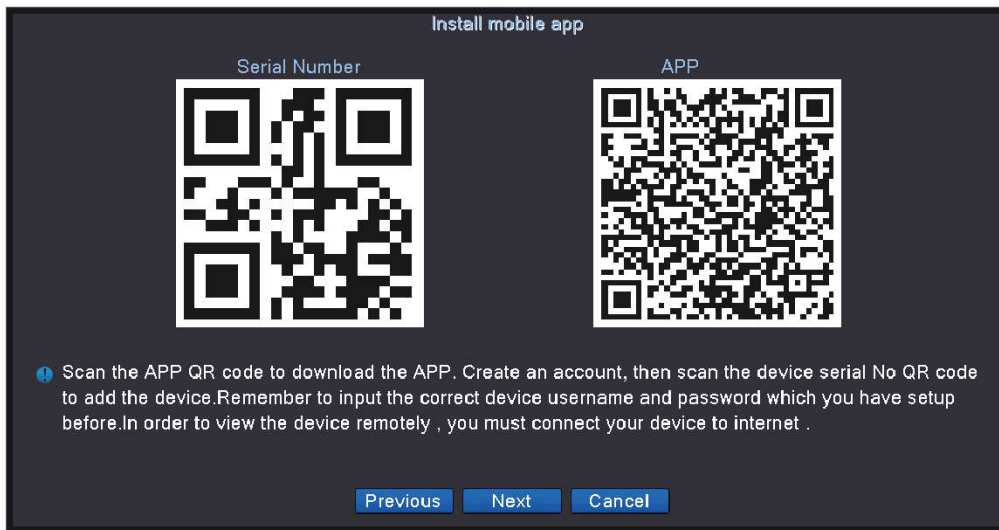 Install mobile app
Serial Number
APP
Scan the APP QR code to download the APP. Create an account, then scan the device serial No QR code
to add the device.Remember to input the correct device username and password which you have setup
before.In order to view the device remotely , you must connect your device to internet .
Previous
Next
Cancel